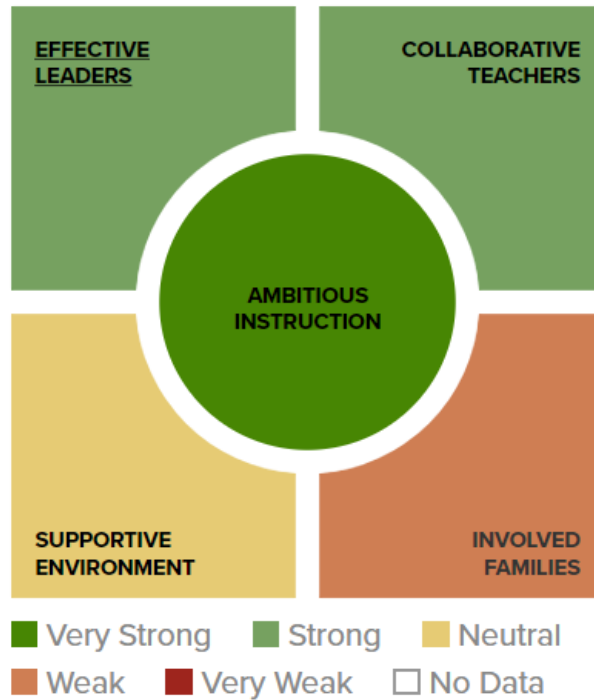 EFFECTIVE
LEADERS
COLLABORATIVE
TEACHERS
AMBITIOUS
INSTRUCTION
SUPPORTIVE
ENVIRONMENT
INVOLVED
FAMILIES
Very Strong
Strong
Neutral
Weak
Very Weak
No Data